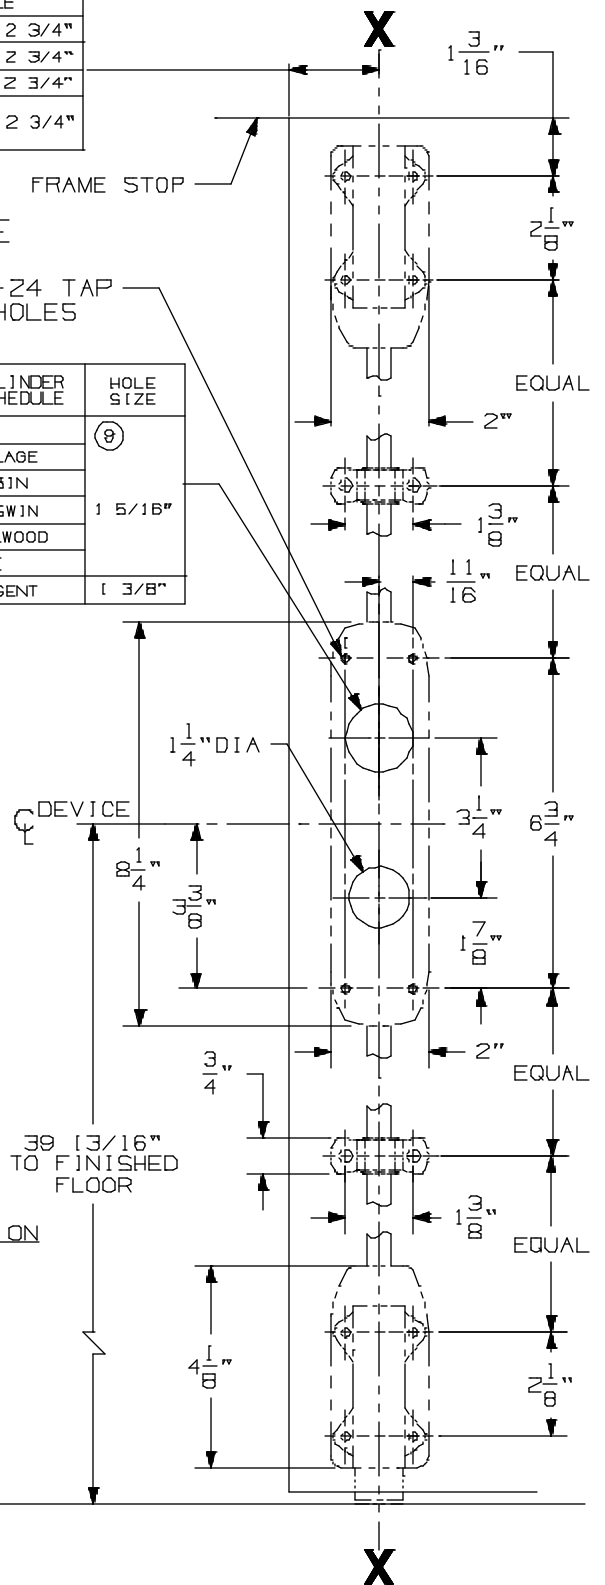 LE
2 3/4"
2 3/4"
2 3/4"
2 3/4"
X
1 3/16"
FRAME STOP
2 1/8"
E
-24 TAP
HOLES
EQUAL
LINDER
HEDULE
HOLE
SIZE
9
LAGE
BIN
GWIN
LWOOD
E
GENT
1 5/16"
1 3/8"
2"
1 3/8"
EQUAL
11/16"
1 1/4" DIA
℄ DEVICE
3 1/4"
6 3/4"
8 1/4"
3 3/8"
1 7/8"
2"
EQUAL
3/4"
39 13/16"
TO FINISHED
FLOOR
1 3/8"
ON
EQUAL
4 1/8"
2 1/8"
X